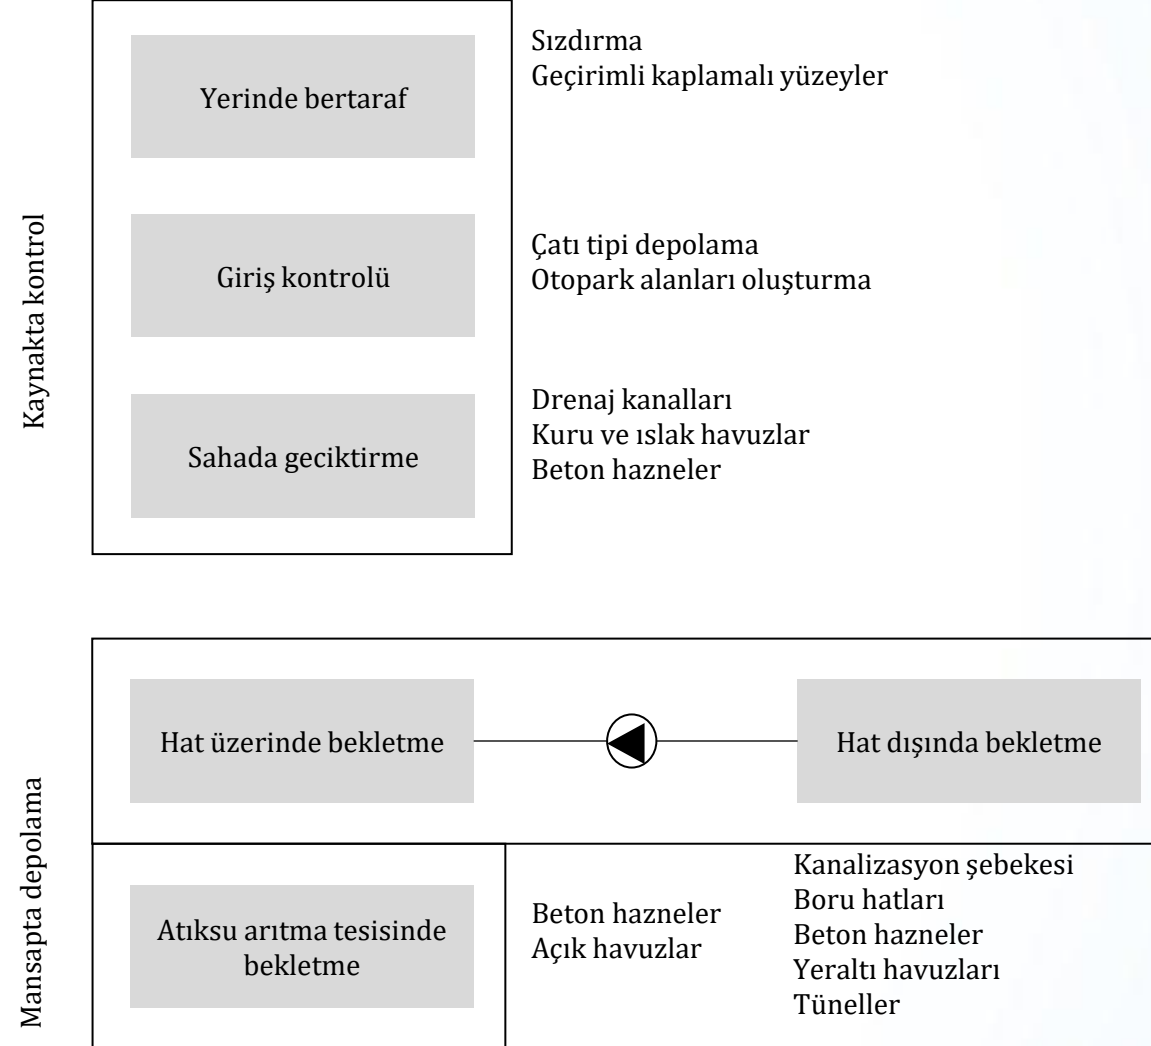 Kaynakta kontrol
Yerinde bertaraf
Sızdırma
Geçirimli kaplamalı yüzeyler
Giriş kontrolü
Çatı tipi depolama
Otopark alanları oluşturma
Sahada geciktirme
Drenaj kanalları
Kuru ve ıslak havuzlar
Beton hazneler
Mansapta depolama
Hat üzerinde bekletme
Hat dışında bekletme
Atıksu arıtma tesisinde
bekletme
Beton hazneler
Açık havuzlar
Kanalizasyon şebekesi
Boru hatları
Beton hazneler
Yeraltı havuzları
Tüneller